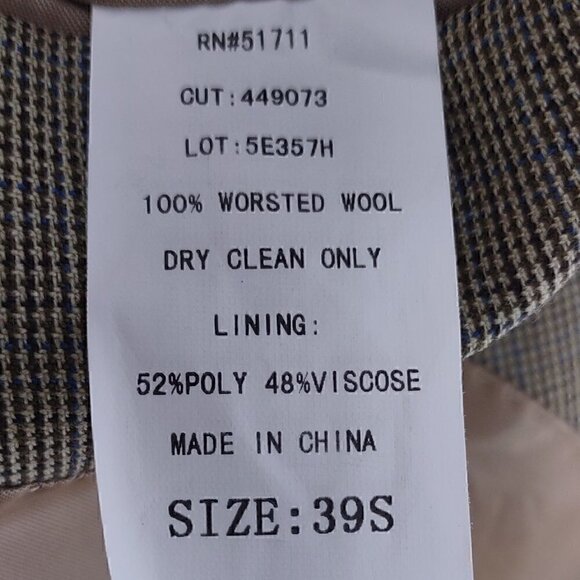 RN#51711
CUT:449073
LOT:5E357H
100% WORSTED WOOL
DRY CLEAN ONLY
LINING:
52%POLY 48%VISCOSE
MADE IN CHINA
SIZE:39S